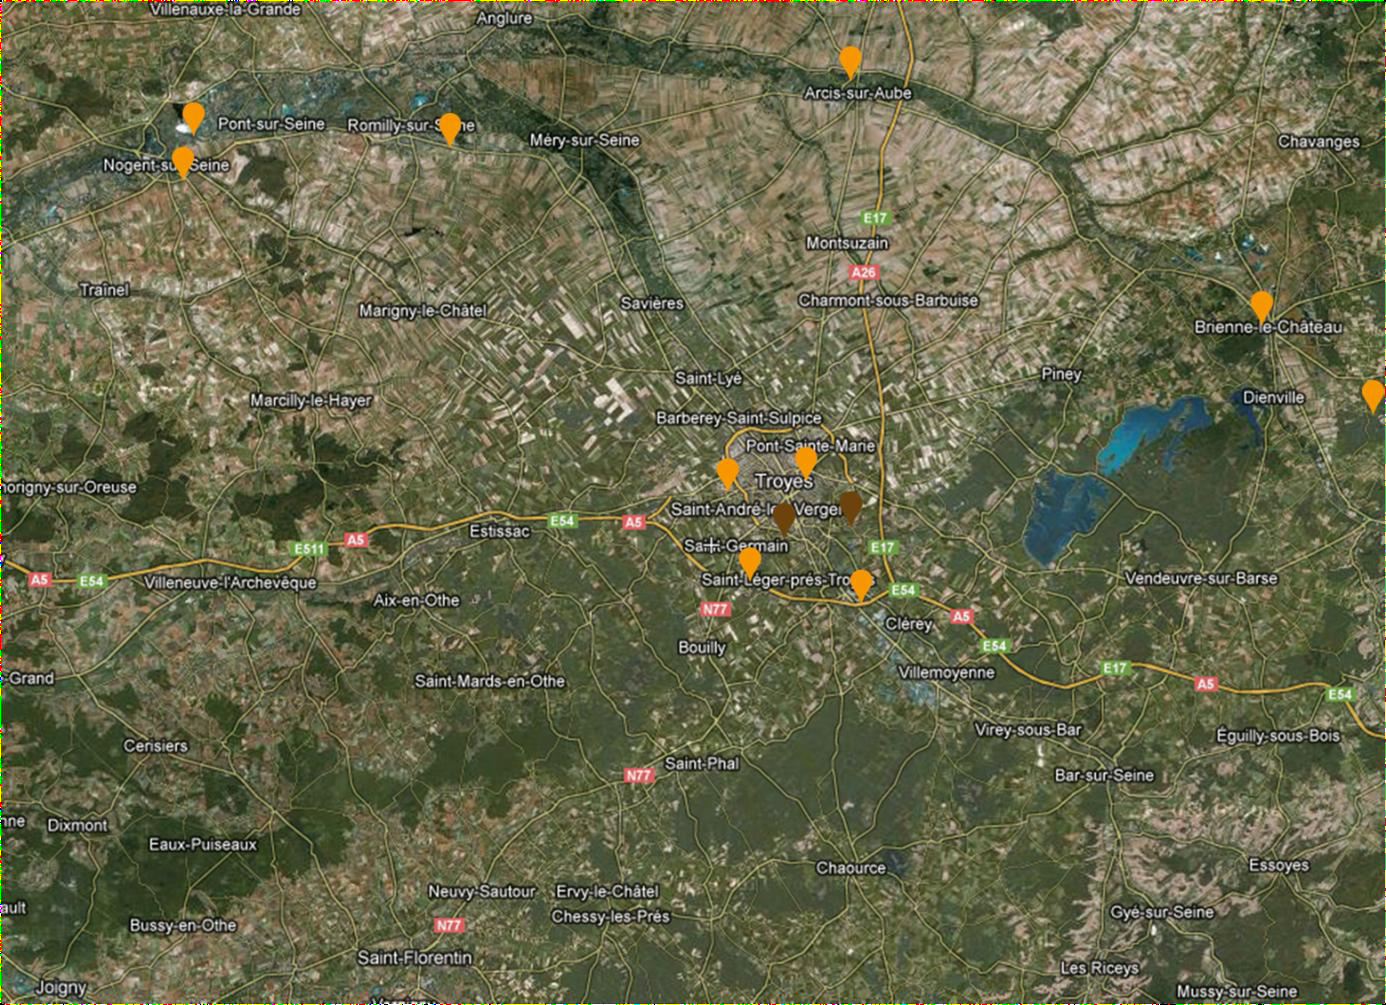 Villenauxe-la-Grande
Anglure
Arcis-sur-Aube
Pont-sur-Seine
Romilly-sur-Seine
Méry-sur-Seine
Chavanges
Nogent-sur-Seine
E17
Montsuzain
A26
Traînel
Marigny-le-Châtel
Savières
Charmont-sous-Barbuise
Brienne-le-Château
Saint-Lyé
Piney
Marcilly-le-Hayer
Dienville
Barberey-Saint-Sulpice
Pont-Sainte-Marie
Troyes
norigny-sur-Oreuse
Saint-André-les-Vergers
E54
A5
Estissac
A5
E511
Saint-Germain
E17
A5
E54
Villeneuve-l'Archevêque
Saint-Léger-prés-Troyes
Vendeuvre-sur-Barse
E54
Aix-en-Othe
N77
A5
Clérey
E54
Bouilly
E17
-Grand
Saint-Mards-en-Othe
Villemoyenne
A5
E54
Virey-sous-Bar
Éguilly-sous-Bois
Cerisiers
Saint-Phal
N77
Bar-sur-Seine
nne
Dixmont
Eaux-Puiseaux
Chaource
Essoyes
Neuvy-Sautour
Ervy-le-Châtel
ault
Chessy-les-Prés
Gyé-sur-Seine
Bussy-en-Othe
N77
Saint-Florentin
Les Riceys
Joigny
Mussy-sur-Seine